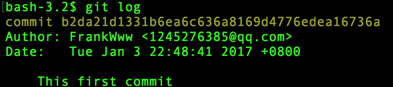 bash-3.2$ git log
commit b2da21d1331b6ea6c636a8169d4776edea16736a
Author: FrankWww <1245276385@qq.com>
Date:   Tue Jan 3 22:48:41 2017 +0800
    This first commit